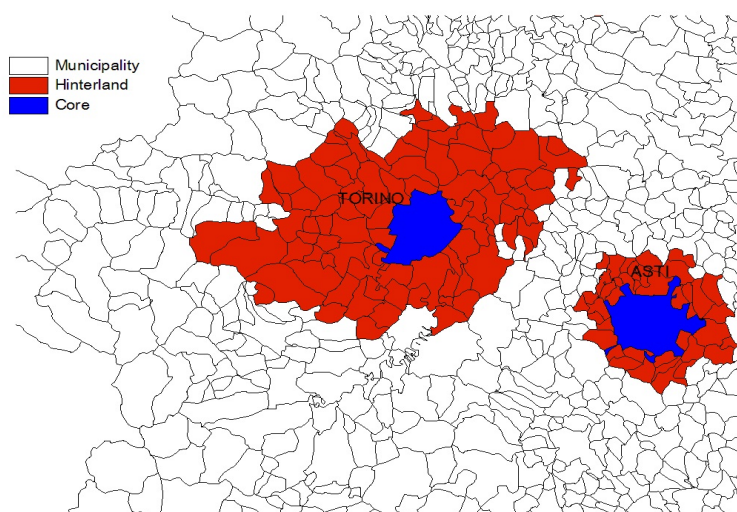 Municipality
Hinterland
Core
TORINO
ASTI